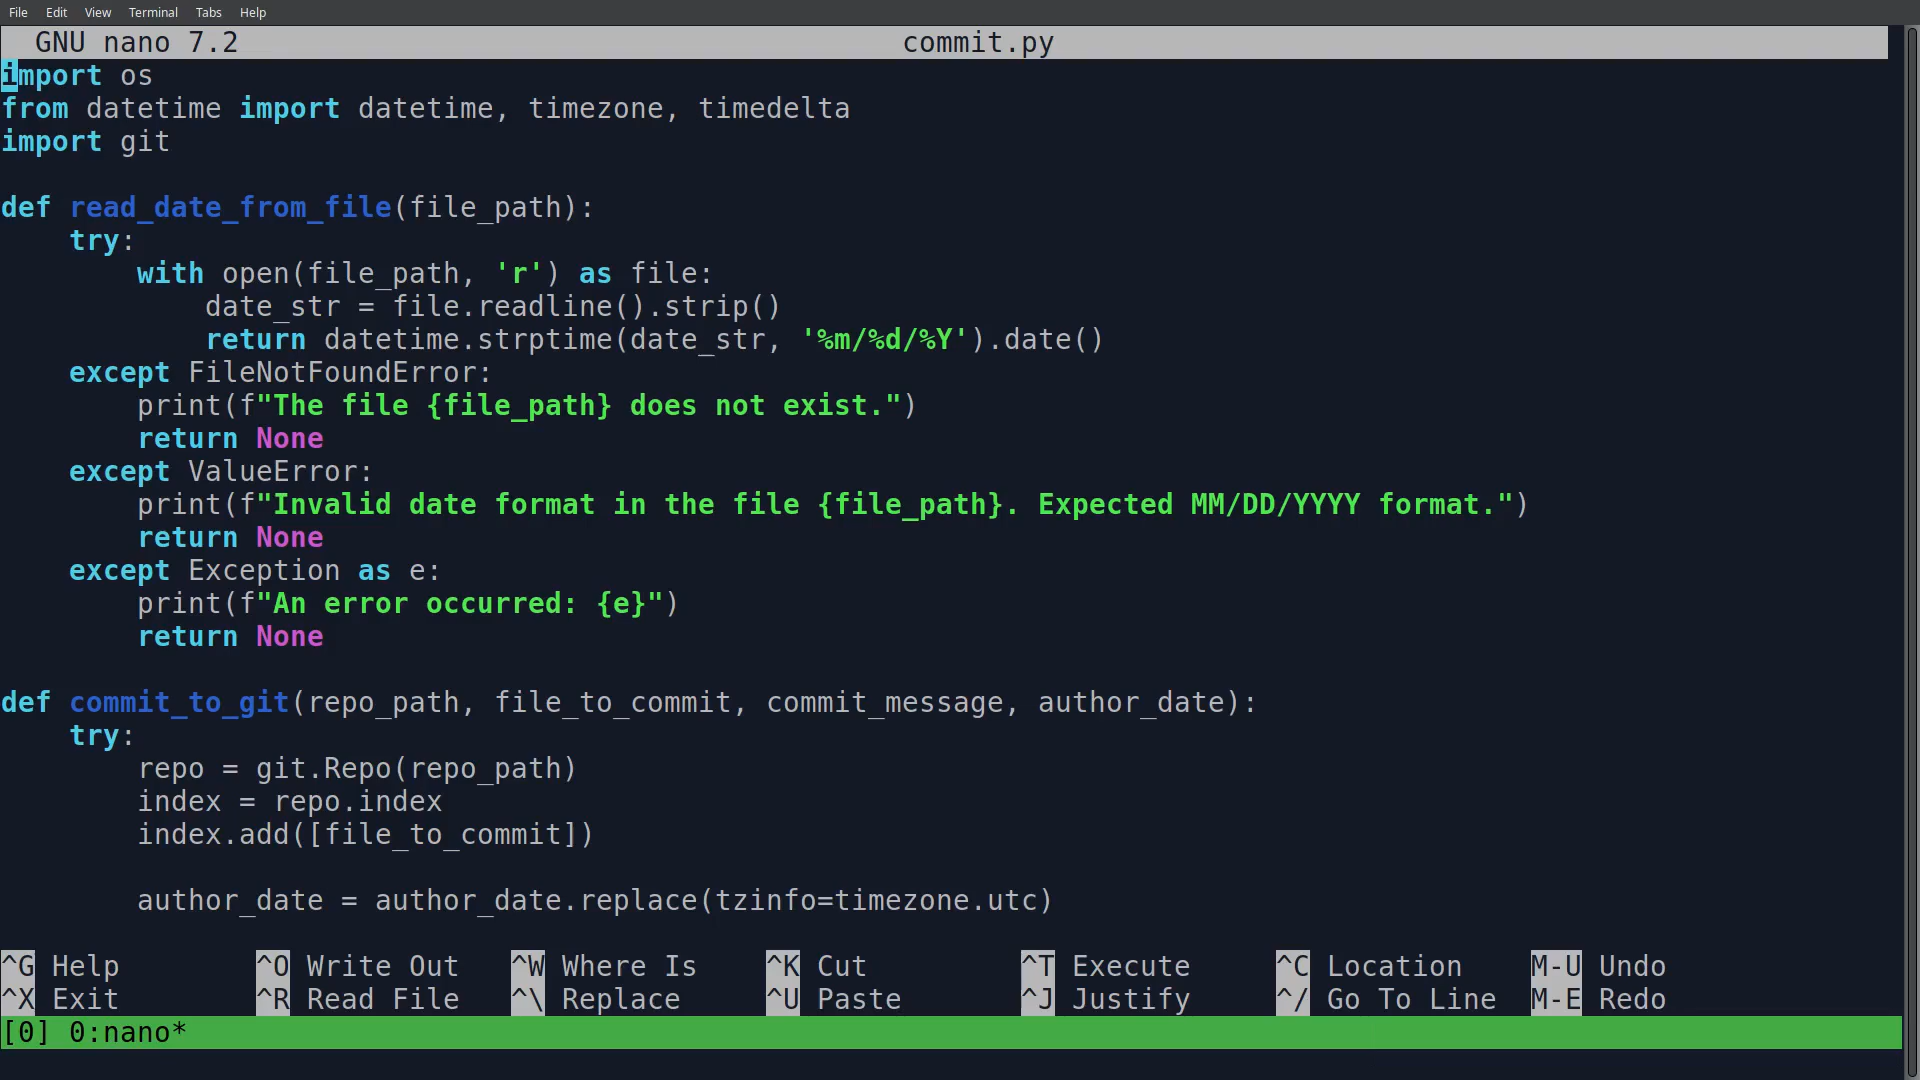 File Edit View Terminal Tabs Help
GNU nano 7.2 commit.py
import os
from datetime import datetime, timezone, timedelta
import git

def read_date_from_file(file_path):
    try:
        with open(file_path, 'r') as file:
            date_str = file.readline().strip()
            return datetime.strptime(date_str, '%m/%d/%Y').date()
    except FileNotFoundError:
        print(f"The file {file_path} does not exist.")
        return None
    except ValueError:
        print(f"Invalid date format in the file {file_path}. Expected MM/DD/YYYY format.")
        return None
    except Exception as e:
        print(f"An error occurred: {e}")
        return None

def commit_to_git(repo_path, file_to_commit, commit_message, author_date):
    try:
        repo = git.Repo(repo_path)
        index = repo.index
        index.add([file_to_commit])

        author_date = author_date.replace(tzinfo=timezone.utc)

^G Help ^O Write Out ^W Where Is ^K Cut ^T Execute ^C Location M-U Undo
^X Exit ^R Read File ^\ Replace ^U Paste ^J Justify ^/ Go To Line M-E Redo
[0] 0:nano*